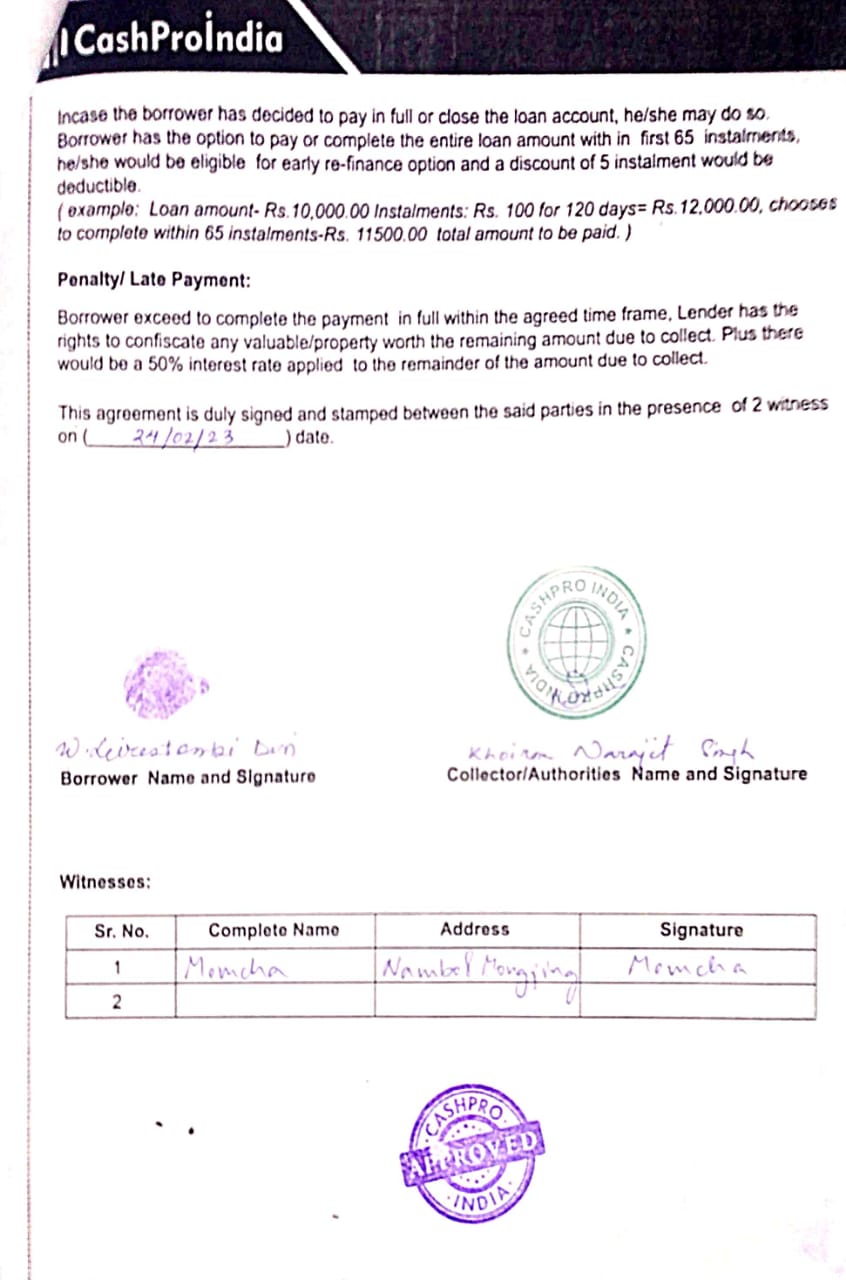 CashProIndia
Incase the borrower has decided to pay in full or close the loan account, he/she may do so.
Borrower has the option to pay or complete the entire loan amount with in first 65 instalments,
he/she would be eligible for early re-finance option and a discount of 5 instalment would be
deductible.
( example: Loan amount- Rs.10,000.00 Instalments: Rs. 100 for 120 days= Rs.12,000.00, chooses
to complete within 65 instalments-Rs. 11500.00 total amount to be paid. )
Penalty/ Late Payment:
Borrower exceed to complete the payment in full within the agreed time frame, Lender has the
rights to confiscate any valuable/property worth the remaining amount due to collect. Plus there
would be a 50% interest rate applied to the remainder of the amount due to collect.
This agreement is duly signed and stamped between the said parties in the presence of 2 witness
on ( 24/02/23 ) date.
CASHPRO INDIA * CASHPRO INDIA *
W. Devi Khoirom Narajit Singh
Borrower Name and Signature Collector/Authorities Name and Signature
Witnesses:
Sr. No. Complete Name Address Signature
1 Momcha Nambol Mongjing Momcha
2
CASHPRO
APPROVED
INDIA